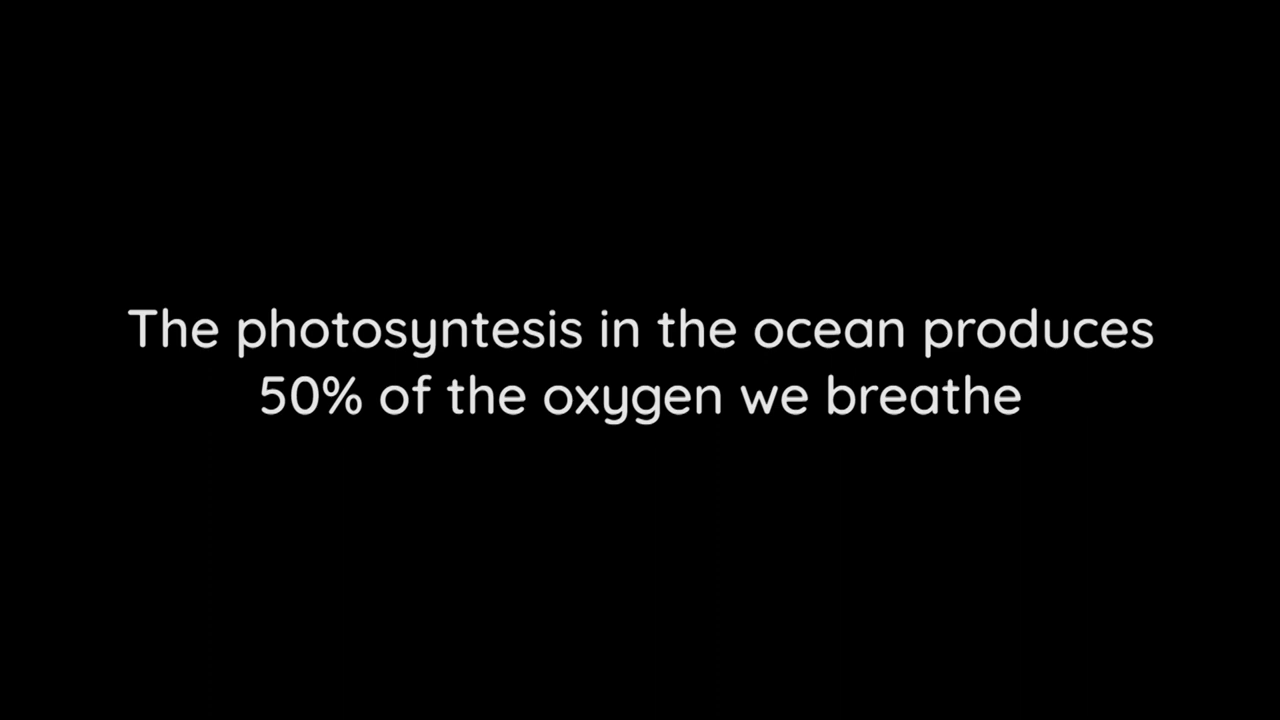 The photosyntesis in the ocean produces
50% of the oxygen we breathe